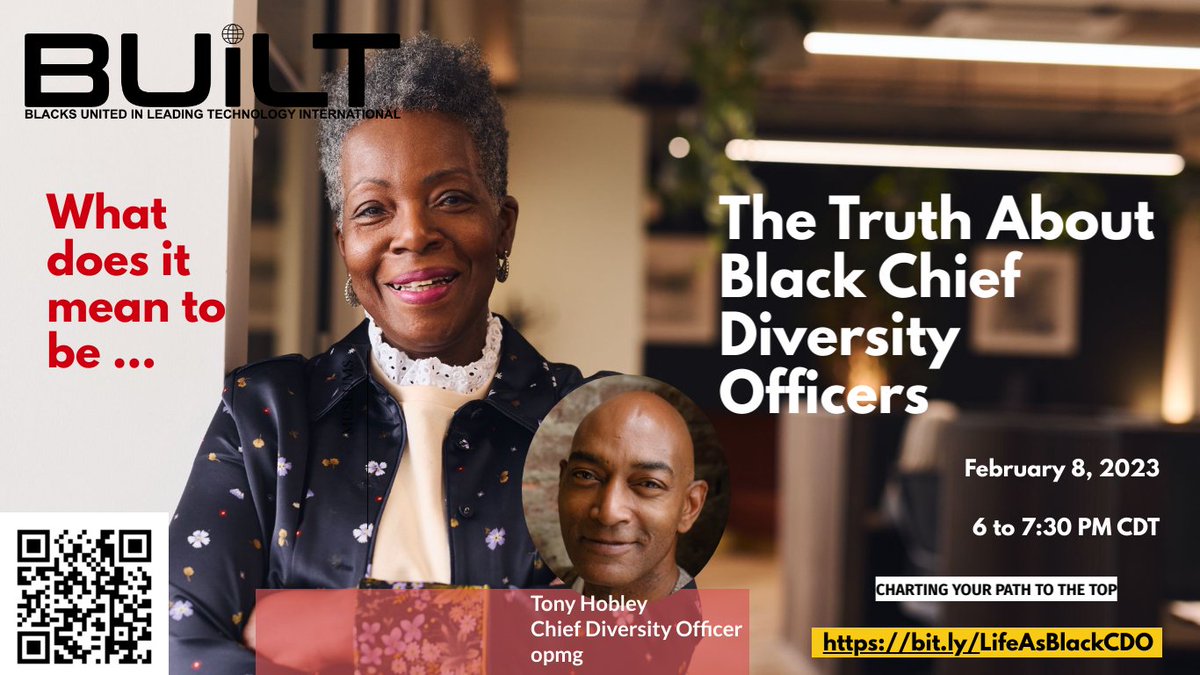 BUiLT
BLACKS UNITED IN LEADING TECHNOLOGY INTERNATIONAL
What
does it
mean to
be ...
The Truth About
Black Chief
Diversity
Officers
February 8, 2023
6 to 7:30 PM CDT
CHARTING YOUR PATH TO THE TOP
https://bit.ly/LifeAsBlackCDO
Tony Hobley
Chief Diversity Officer
opmg